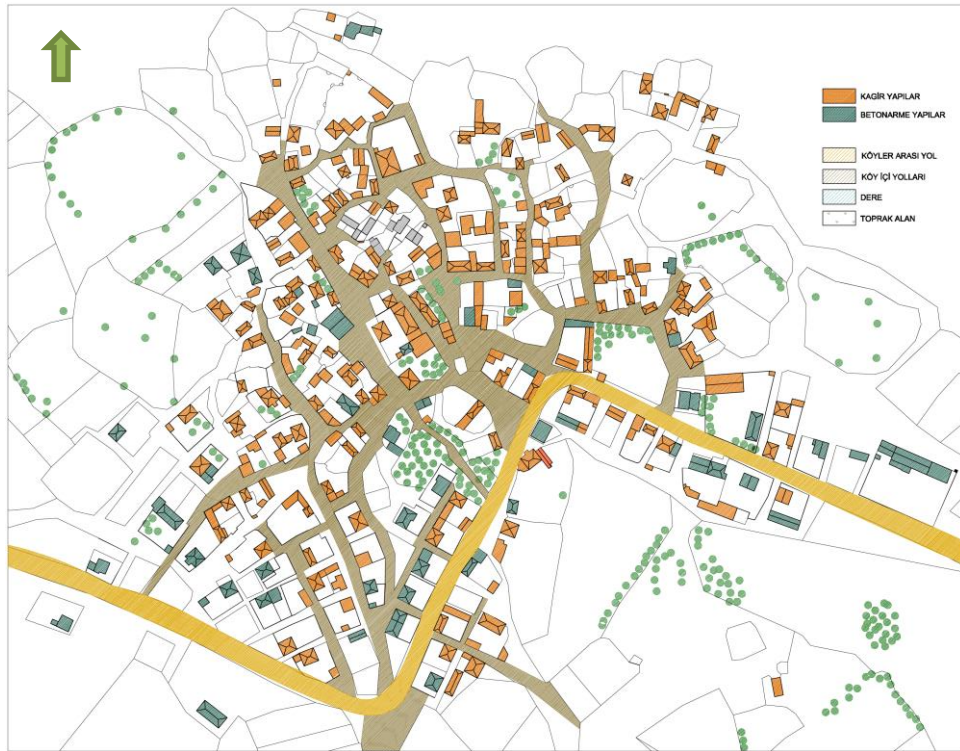 KAGİR YAPILAR
BETONARME YAPILAR
KÖYLER ARASI YOL
KÖY İÇİ YOLLARI
DERE
TOPRAK ALAN